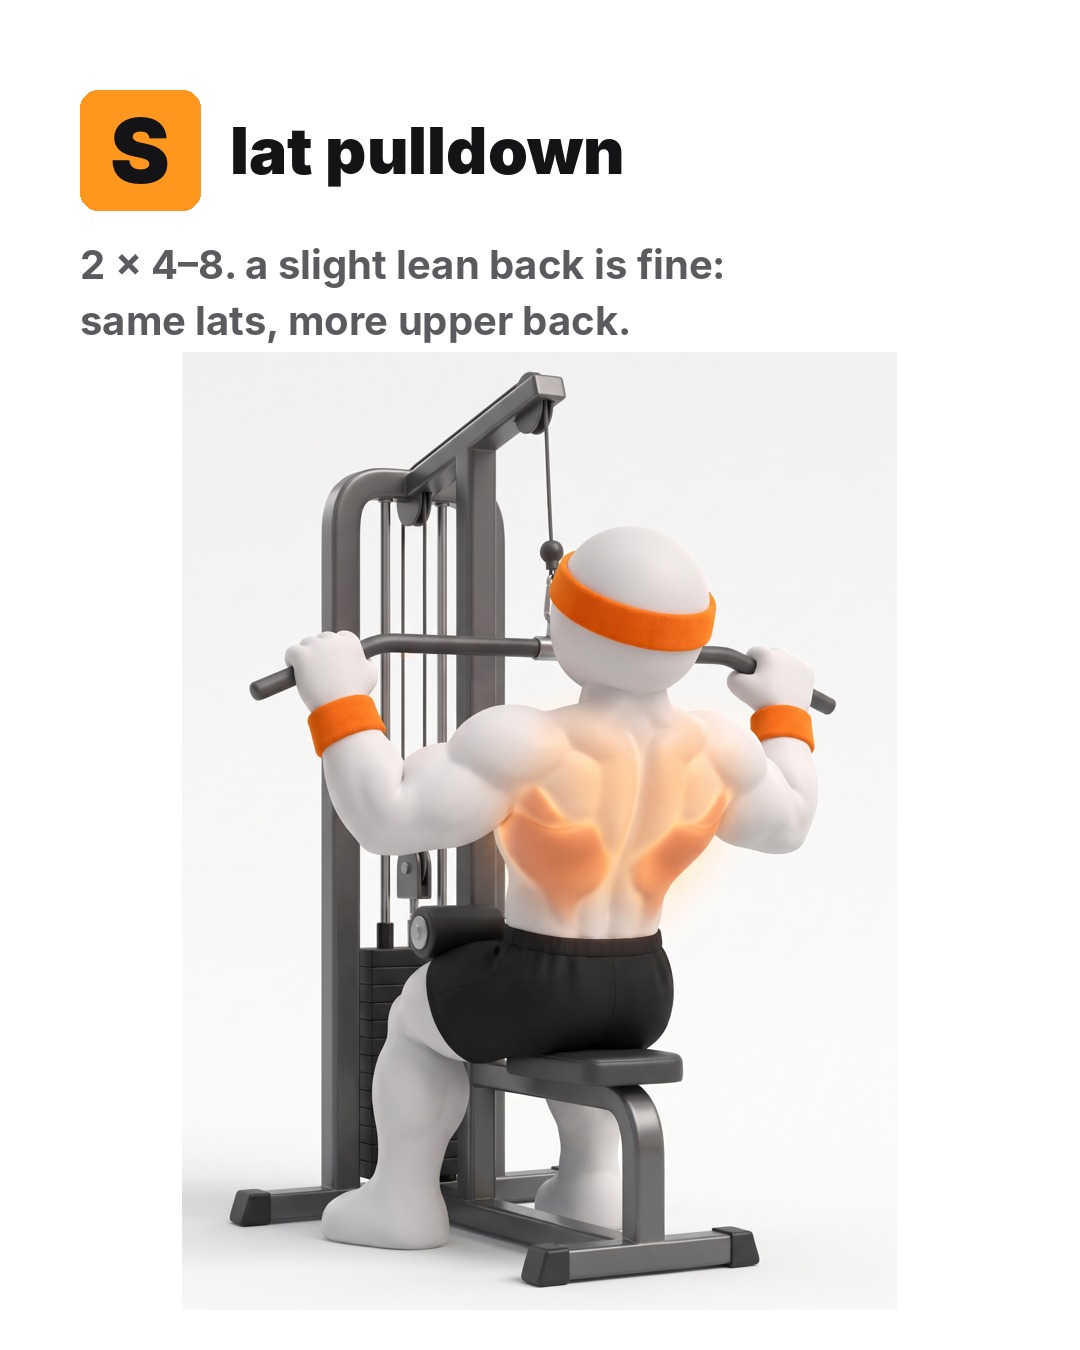 S lat pulldown
2 × 4–8. a slight lean back is fine:
same lats, more upper back.